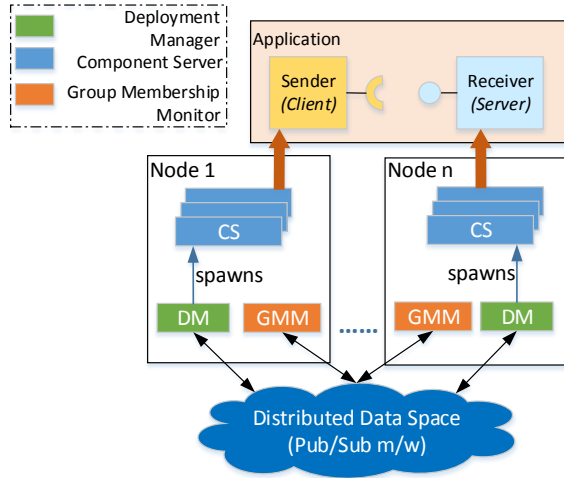 Deployment
Manager
Component Server
Group Membership
Monitor
Application
Sender
(Client)
Receiver
(Server)
Node 1
Node n
CS
CS
spawns
spawns
DM
GMM
......
GMM
DM
Distributed Data Space
(Pub/Sub m/w)